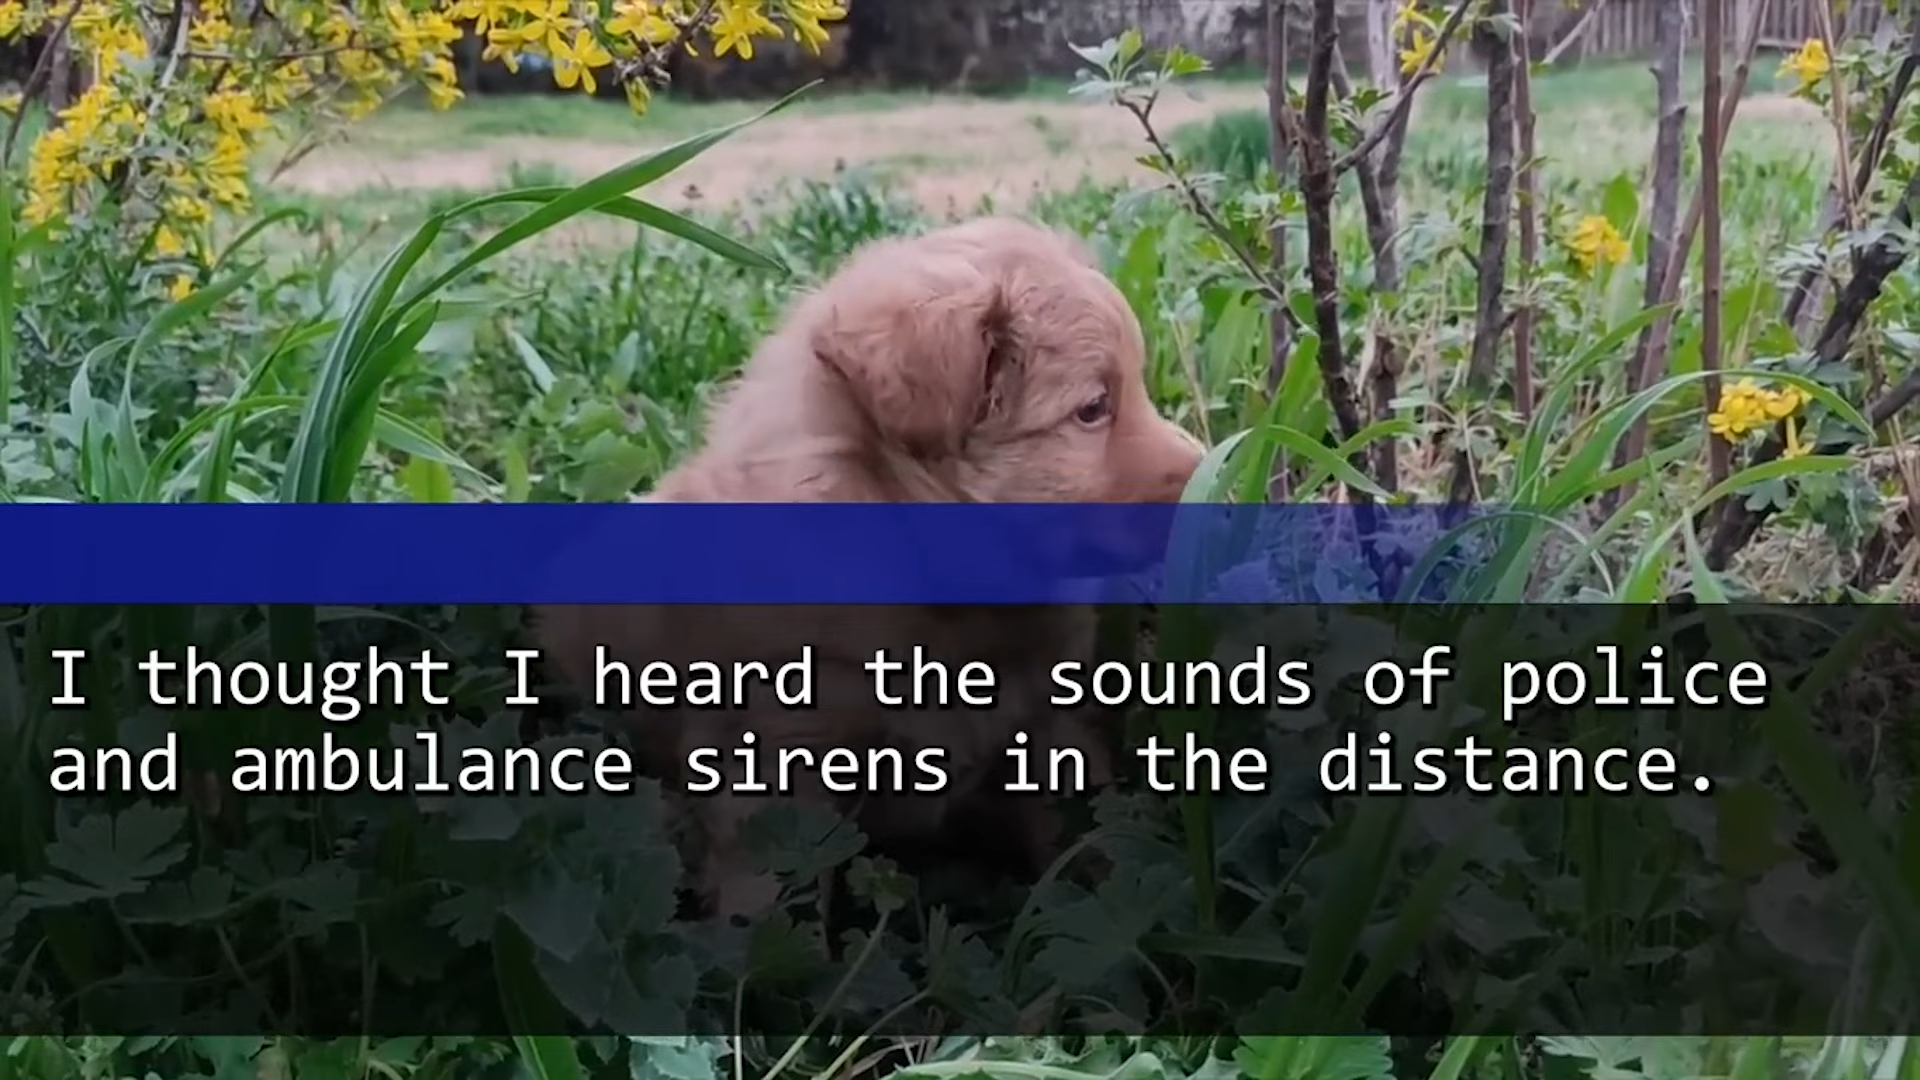 I thought I heard the sounds of police
and ambulance sirens in the distance.